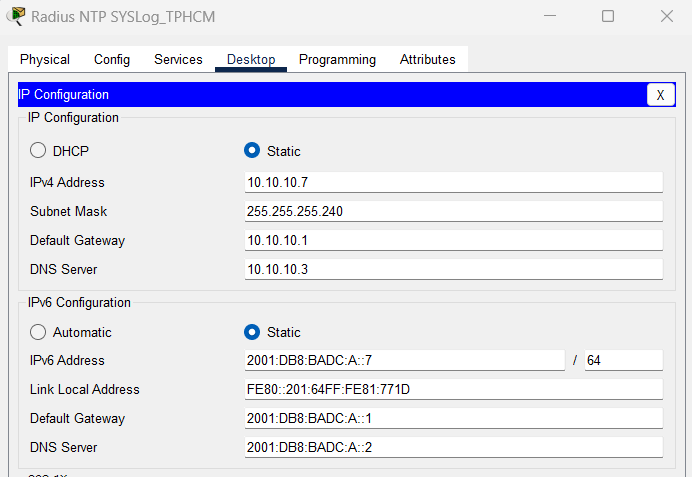 Radius NTP SYSLog_TPHCM
Physical Config Services Desktop Programming Attributes
IP Configuration X
IP Configuration
DHCP Static
IPv4 Address 10.10.10.7
Subnet Mask 255.255.255.240
Default Gateway 10.10.10.1
DNS Server 10.10.10.3
IPv6 Configuration
Automatic Static
IPv6 Address 2001:DB8:BADC:A::7 / 64
Link Local Address FE80::201:64FF:FE81:771D
Default Gateway 2001:DB8:BADC:A::1
DNS Server 2001:DB8:BADC:A::2